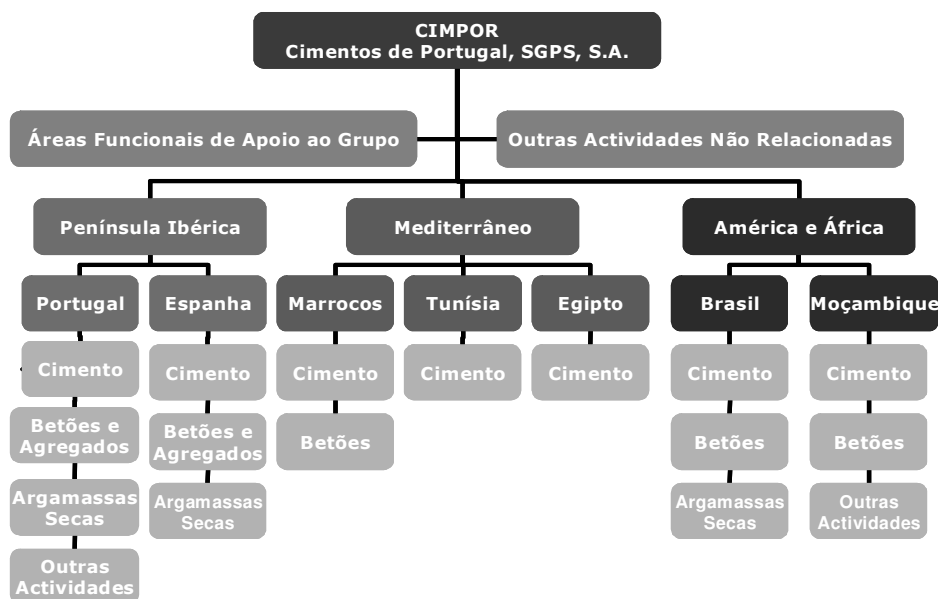 CIMPOR
Cimentos de Portugal, SGPS, S.A.
Áreas Funcionais de Apoio ao Grupo
Outras Actividades Não Relacionadas
Península Ibérica
Mediterrâneo
América e África
Portugal
Espanha
Marrocos
Tunísia
Egipto
Brasil
Moçambique
Cimento
Cimento
Cimento
Cimento
Cimento
Cimento
Cimento
Betões e
Agregados
Betões e
Agregados
Betões
Betões
Betões
Argamassas
Secas
Argamassas
Secas
Argamassas
Secas
Outras
Actividades
Outras
Actividades